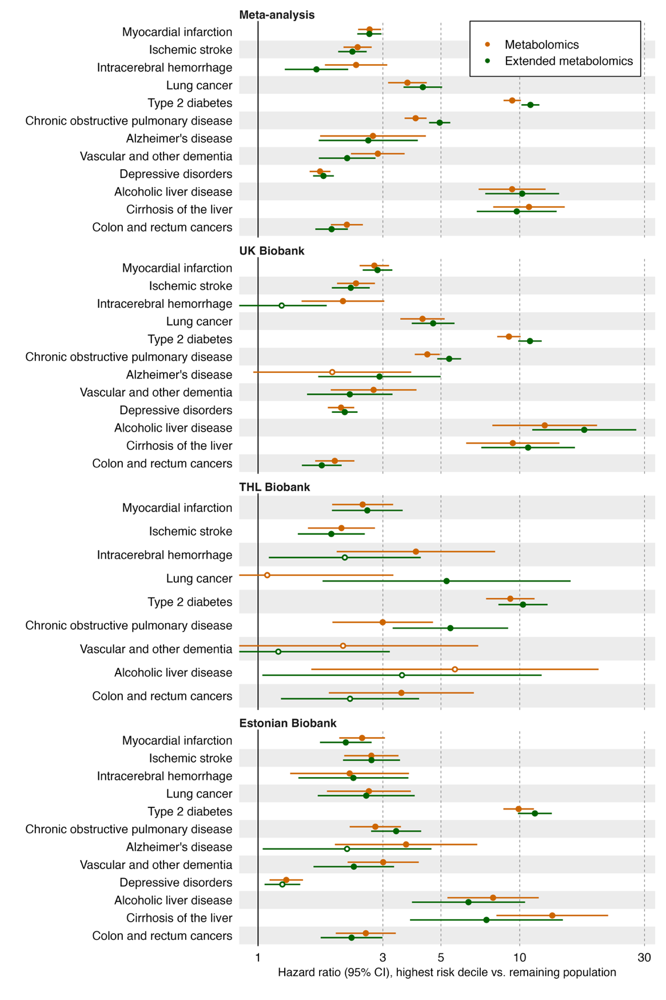 Meta-analysis
Metabolomics
Extended metabolomics
Myocardial infarction
Ischemic stroke
Intracerebral hemorrhage
Lung cancer
Type 2 diabetes
Chronic obstructive pulmonary disease
Alzheimer's disease
Vascular and other dementia
Depressive disorders
Alcoholic liver disease
Cirrhosis of the liver
Colon and rectum cancers
UK Biobank
Myocardial infarction
Ischemic stroke
Intracerebral hemorrhage
Lung cancer
Type 2 diabetes
Chronic obstructive pulmonary disease
Alzheimer's disease
Vascular and other dementia
Depressive disorders
Alcoholic liver disease
Cirrhosis of the liver
Colon and rectum cancers
THL Biobank
Myocardial infarction
Ischemic stroke
Intracerebral hemorrhage
Lung cancer
Type 2 diabetes
Chronic obstructive pulmonary disease
Vascular and other dementia
Alcoholic liver disease
Colon and rectum cancers
Estonian Biobank
Myocardial infarction
Ischemic stroke
Intracerebral hemorrhage
Lung cancer
Type 2 diabetes
Chronic obstructive pulmonary disease
Alzheimer's disease
Vascular and other dementia
Depressive disorders
Alcoholic liver disease
Cirrhosis of the liver
Colon and rectum cancers
1 3 5 10 30
Hazard ratio (95% CI), highest risk decile vs. remaining population